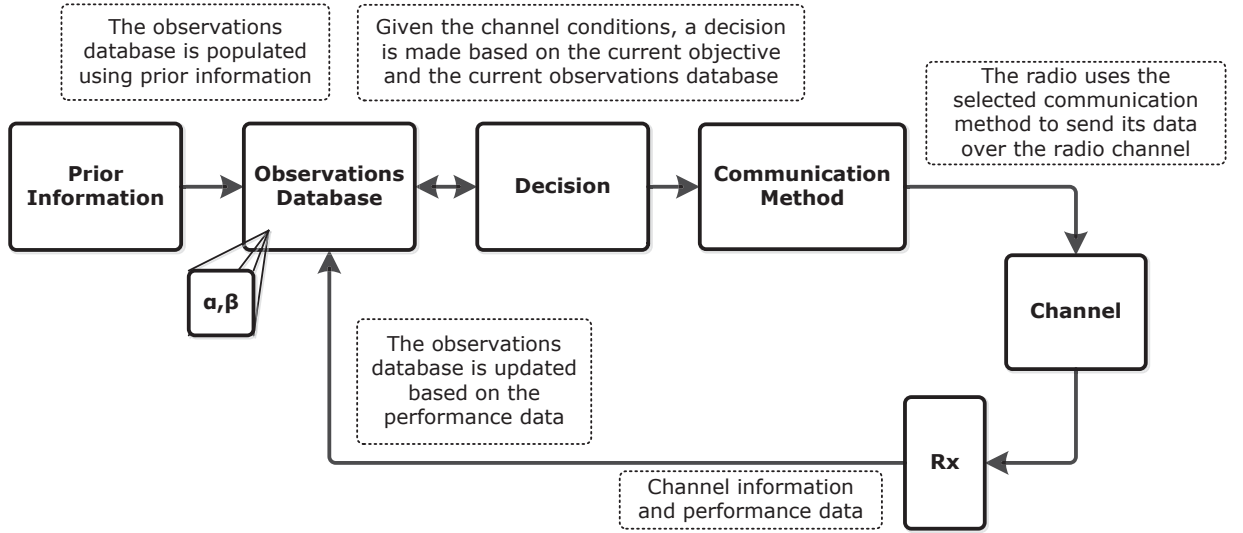 The observations
database is populated
using prior information
Given the channel conditions, a decision
is made based on the current objective
and the current observations database
The radio uses the
selected communication
method to send its data
over the radio channel
Prior
Information
Observations
Database
Decision
Communication
Method
α,β
Channel
The observations
database is updated
based on the
performance data
Rx
Channel information
and performance data